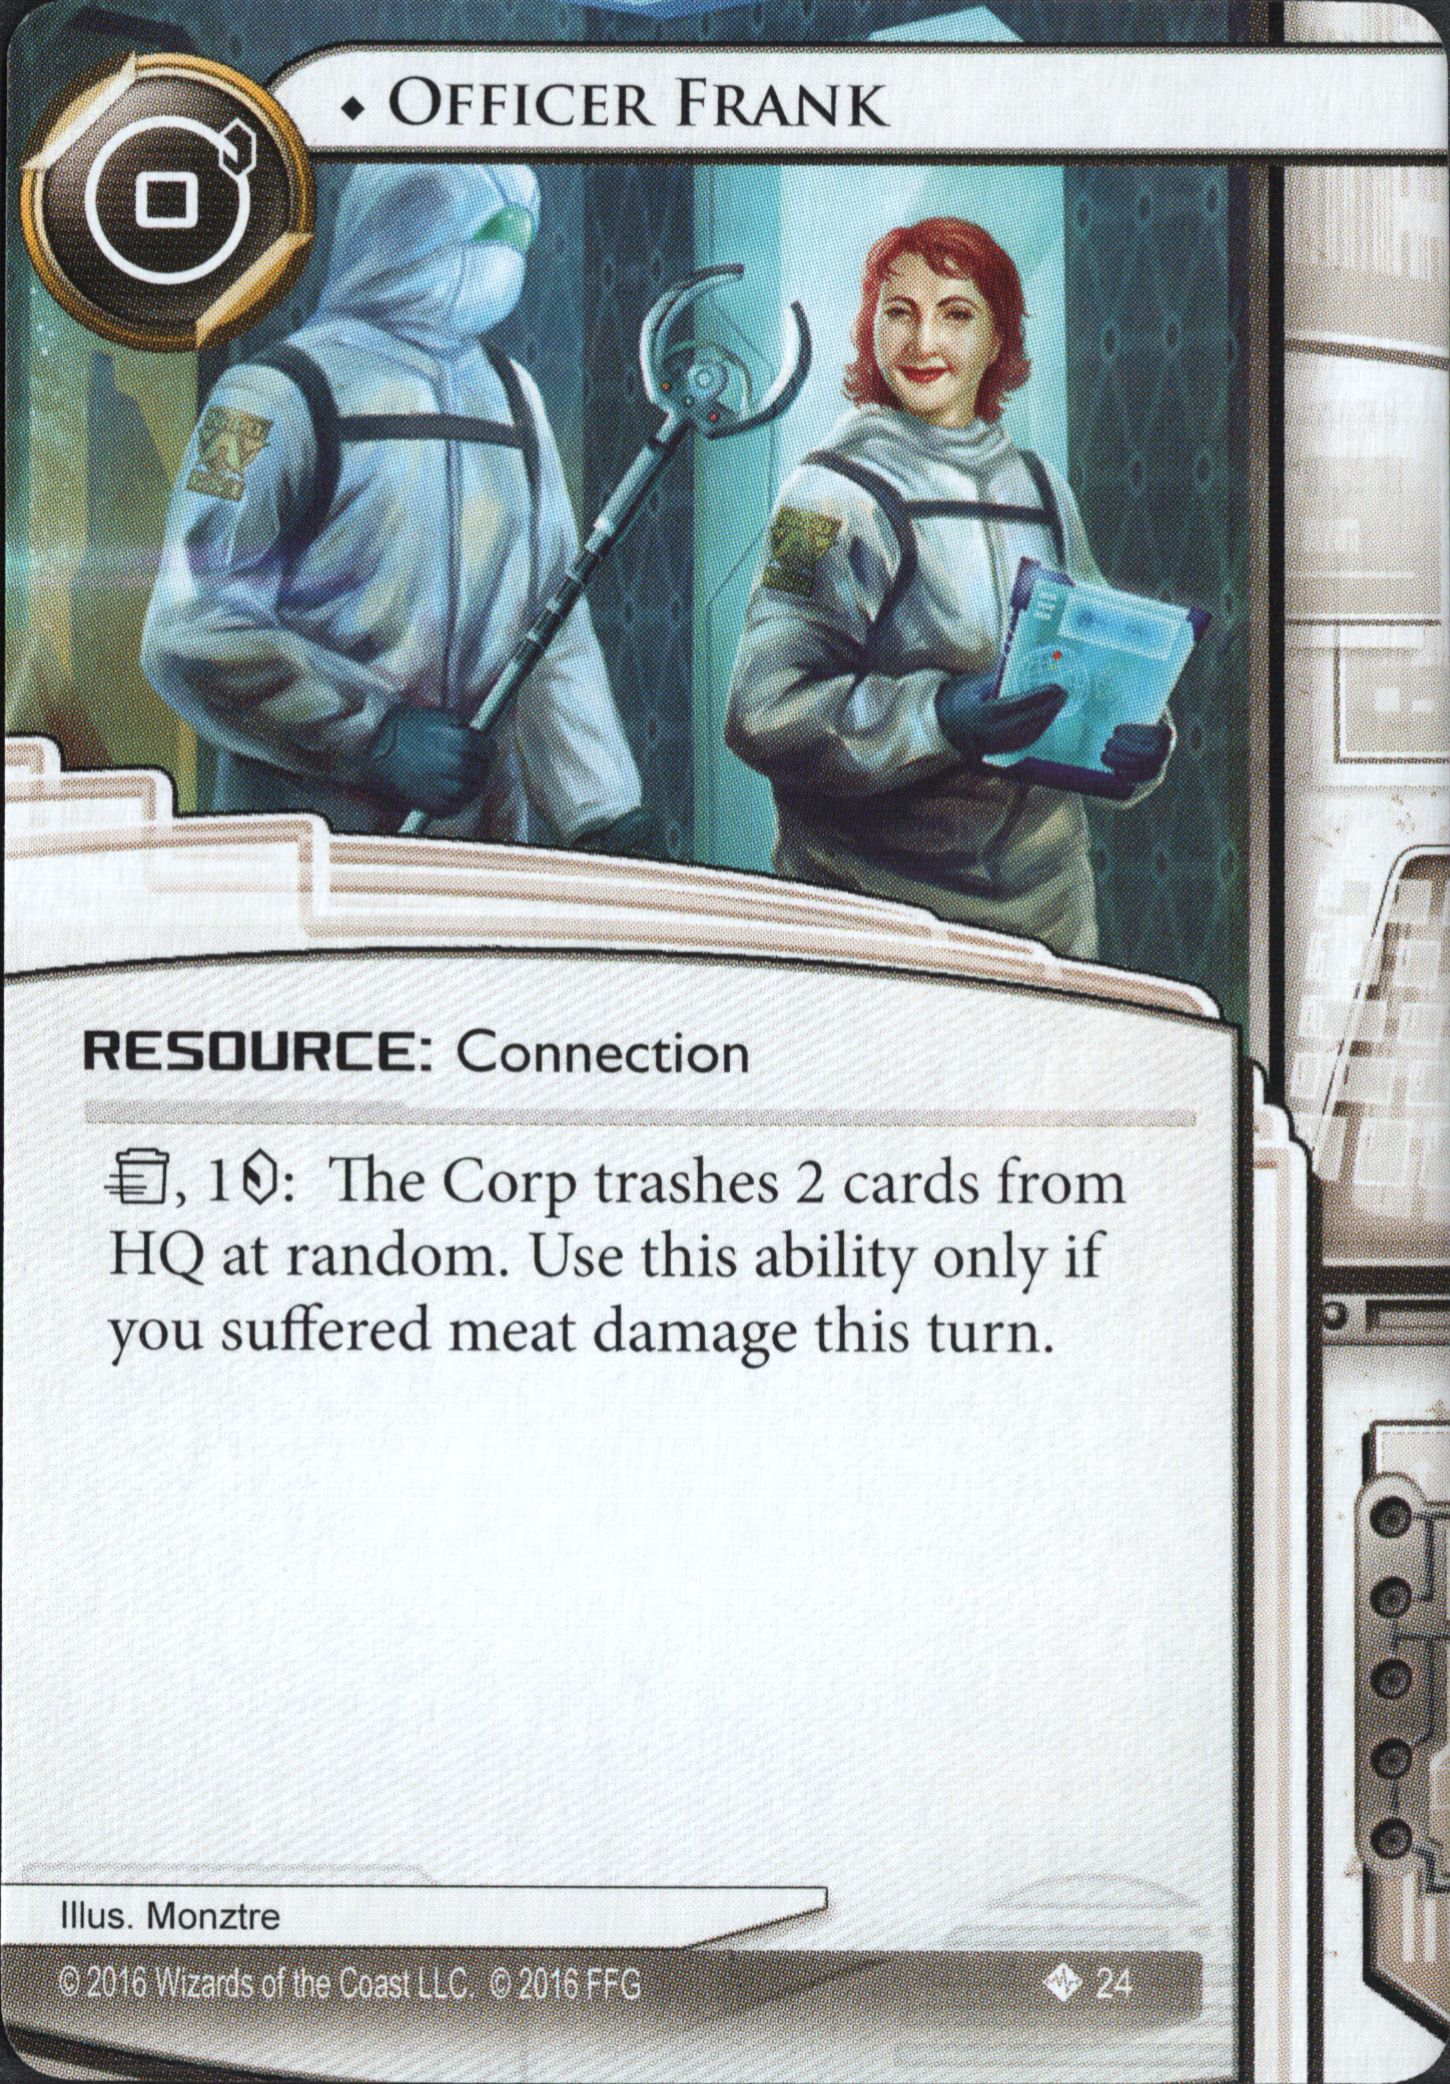 ◆ OFFICER FRANK
0
RESOURCE: Connection
, 1: The Corp trashes 2 cards from
HQ at random. Use this ability only if
you suffered meat damage this turn.
Illus. Monztre
© 2016 Wizards of the Coast LLC. © 2016 FFG
24